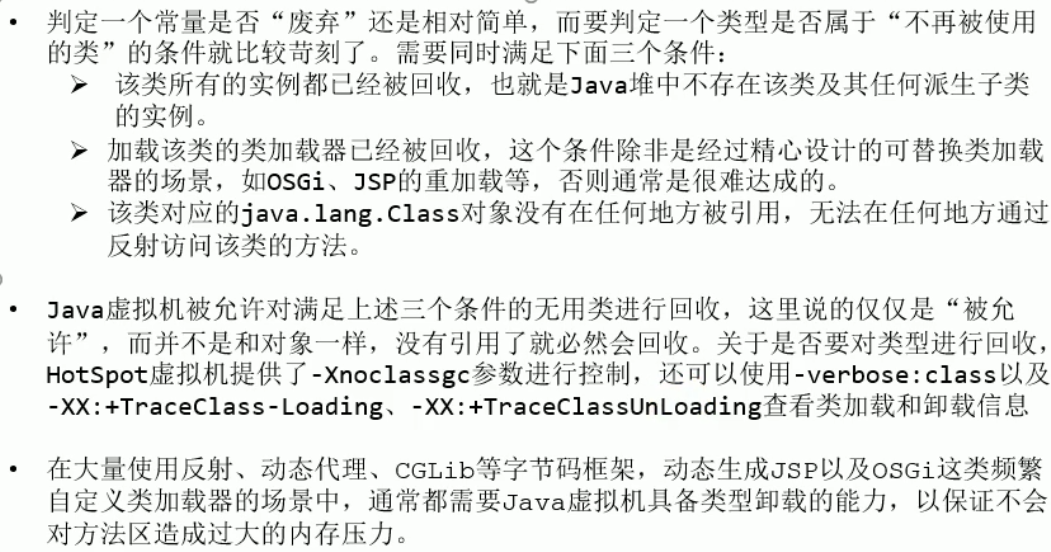 • 判定一个常量是否“废弃”还是相对简单，而要判定一个类型是否属于“不再被使用
的类”的条件就比较苛刻了。需要同时满足下面三个条件：
➢ 该类所有的实例都已经被回收，也就是Java堆中不存在该类及其任何派生子类
的实例。
➢ 加载该类的类加载器已经被回收，这个条件除非是经过精心设计的可替换类加载
器的场景，如OSGi、JSP的重加载等，否则通常是很难达成的。
➢ 该类对应的java.lang.Class对象没有在任何地方被引用，无法在任何地方通过
反射访问该类的方法。
• Java虚拟机被允许对满足上述三个条件的无用类进行回收，这里说的仅仅是“被允
许”，而并不是和对象一样，没有引用了就必然会回收。关于是否要对类型进行回收，
HotSpot虚拟机提供了-Xnoclassgc参数进行控制，还可以使用-verbose:class以及
-XX:+TraceClass-Loading、-XX:+TraceClassUnLoading查看类加载和卸载信息
• 在大量使用反射、动态代理、CGLib等字节码框架，动态生成JSP以及OSGi这类频繁
自定义类加载器的场景中，通常都需要Java虚拟机具备类型卸载的能力，以保证不会
对方法区造成过大的内存压力。